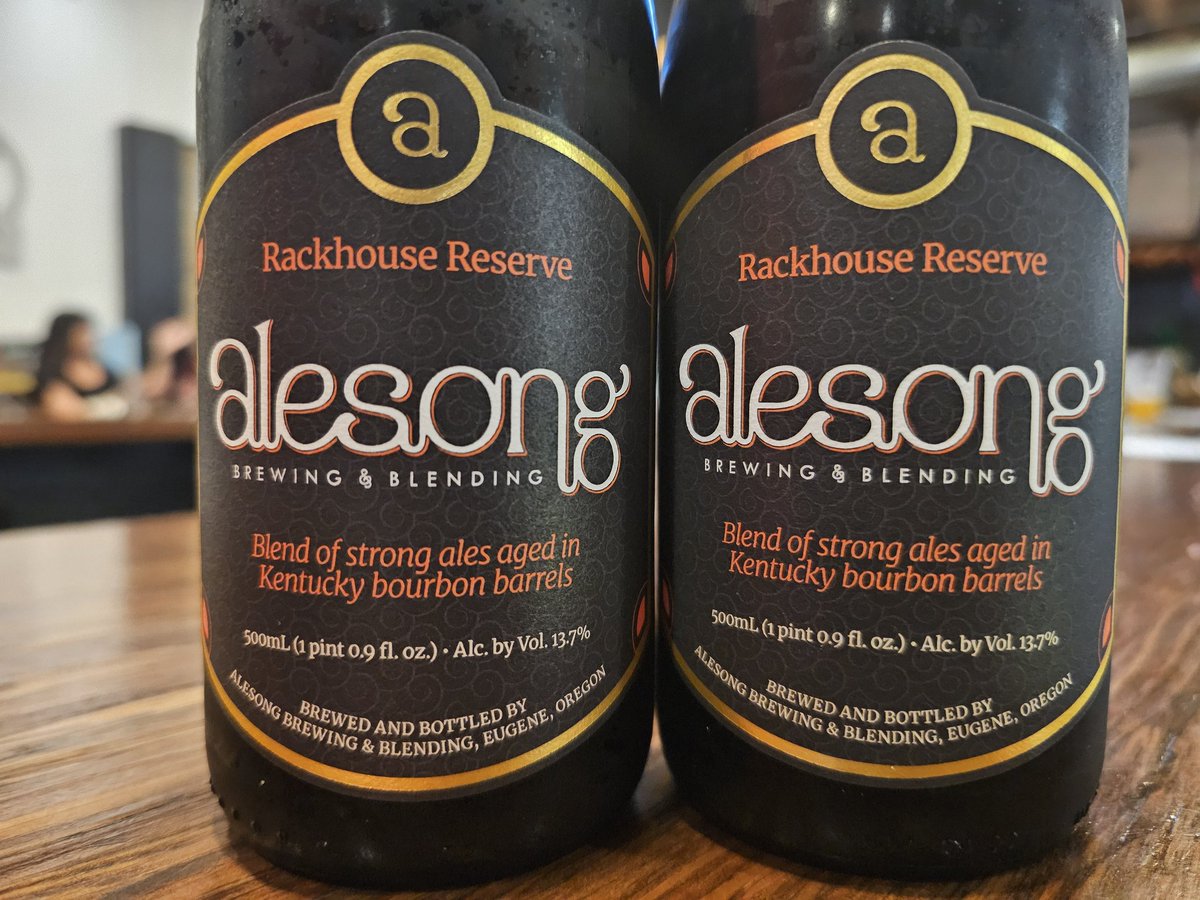 a
Rackhouse Reserve
alesong
BREWING & BLENDING
Blend of strong ales aged in
Kentucky bourbon barrels
500mL (1 pint 0.9 fl. oz.) • Alc. by Vol. 13.7%
BREWED AND BOTTLED BY
ALESONG BREWING & BLENDING, EUGENE, OREGON
a
Rackhouse Reserve
alesong
BREWING & BLENDING
Blend of strong ales aged in
Kentucky bourbon barrels
500mL (1 pint 0.9 fl. oz.) • Alc. by Vol. 13.7%
BREWED AND BOTTLED BY
ALESONG BREWING & BLENDING, EUGENE, OREGON